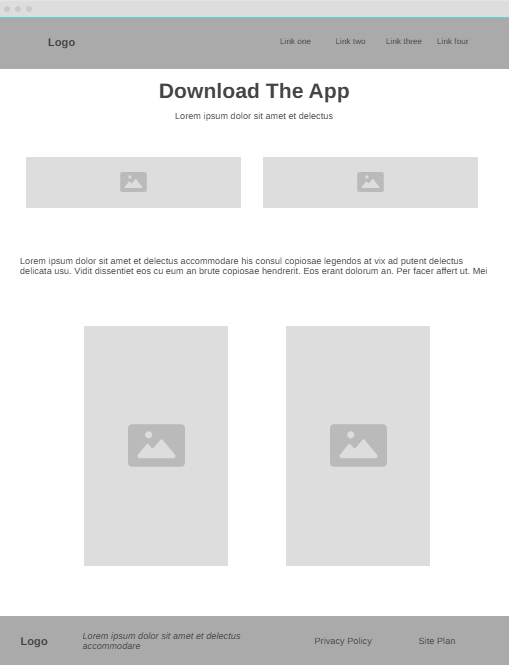 Logo
Link one Link two Link three Link four
Download The App
Lorem ipsum dolor sit amet et delectus
Lorem ipsum dolor sit amet et delectus accommodare his consul copiosae legendos at vix ad putent delectus
delicata usu. Vidit dissentiet eos cu eum an brute copiosae hendrerit. Eos erant dolorum an. Per facer affert ut. Mei
Logo
Lorem ipsum dolor sit amet et delectus
accommodare
Privacy Policy
Site Plan